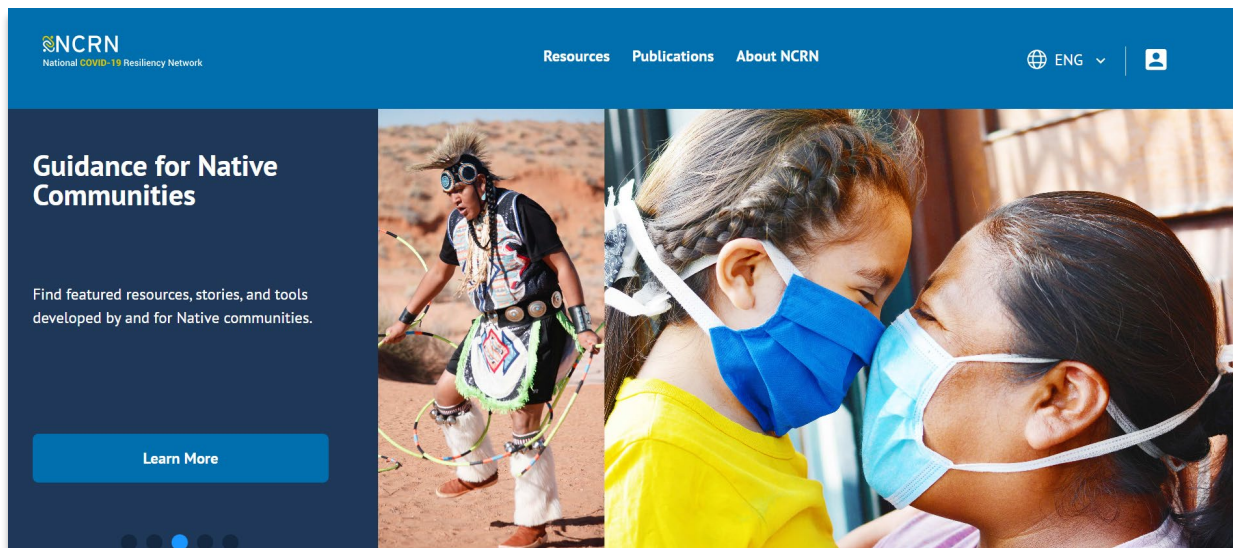 NCRN
National COVID-19 Resiliency Network
Resources Publications About NCRN
ENG
Guidance for Native
Communities
Find featured resources, stories, and tools
developed by and for Native communities.
Learn More